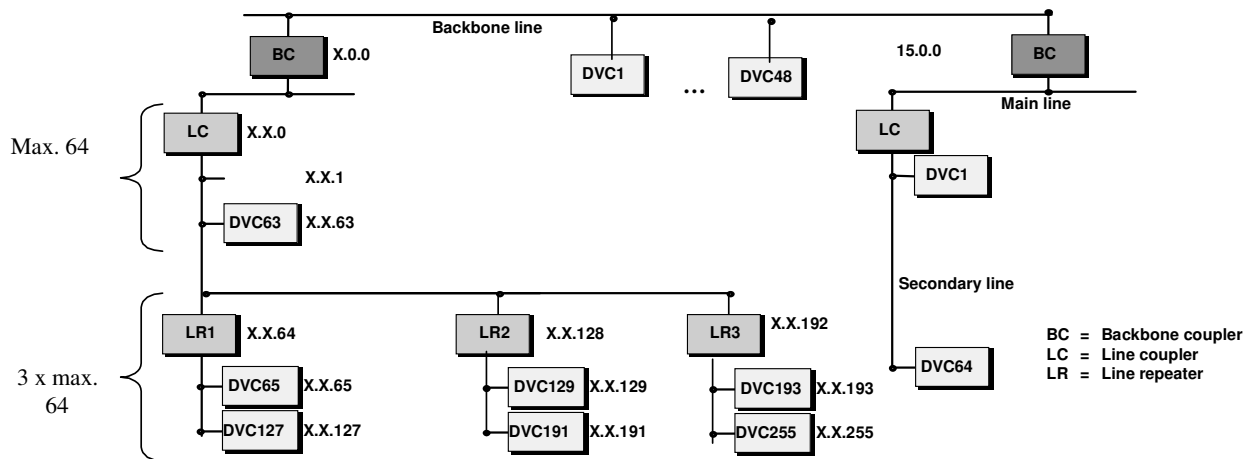 Backbone line
BC X.0.0
DVC1 ... DVC48
15.0.0 BC
Main line
Max. 64
LC X.X.0
LC
X.X.1
DVC1
DVC63 X.X.63
Secondary line
3 x max.
64
LR1 X.X.64
LR2 X.X.128
LR3 X.X.192
DVC65 X.X.65
DVC129 X.X.129
DVC193 X.X.193
DVC64
DVC127 X.X.127
DVC191 X.X.191
DVC255 X.X.255
BC = Backbone coupler
LC = Line coupler
LR = Line repeater